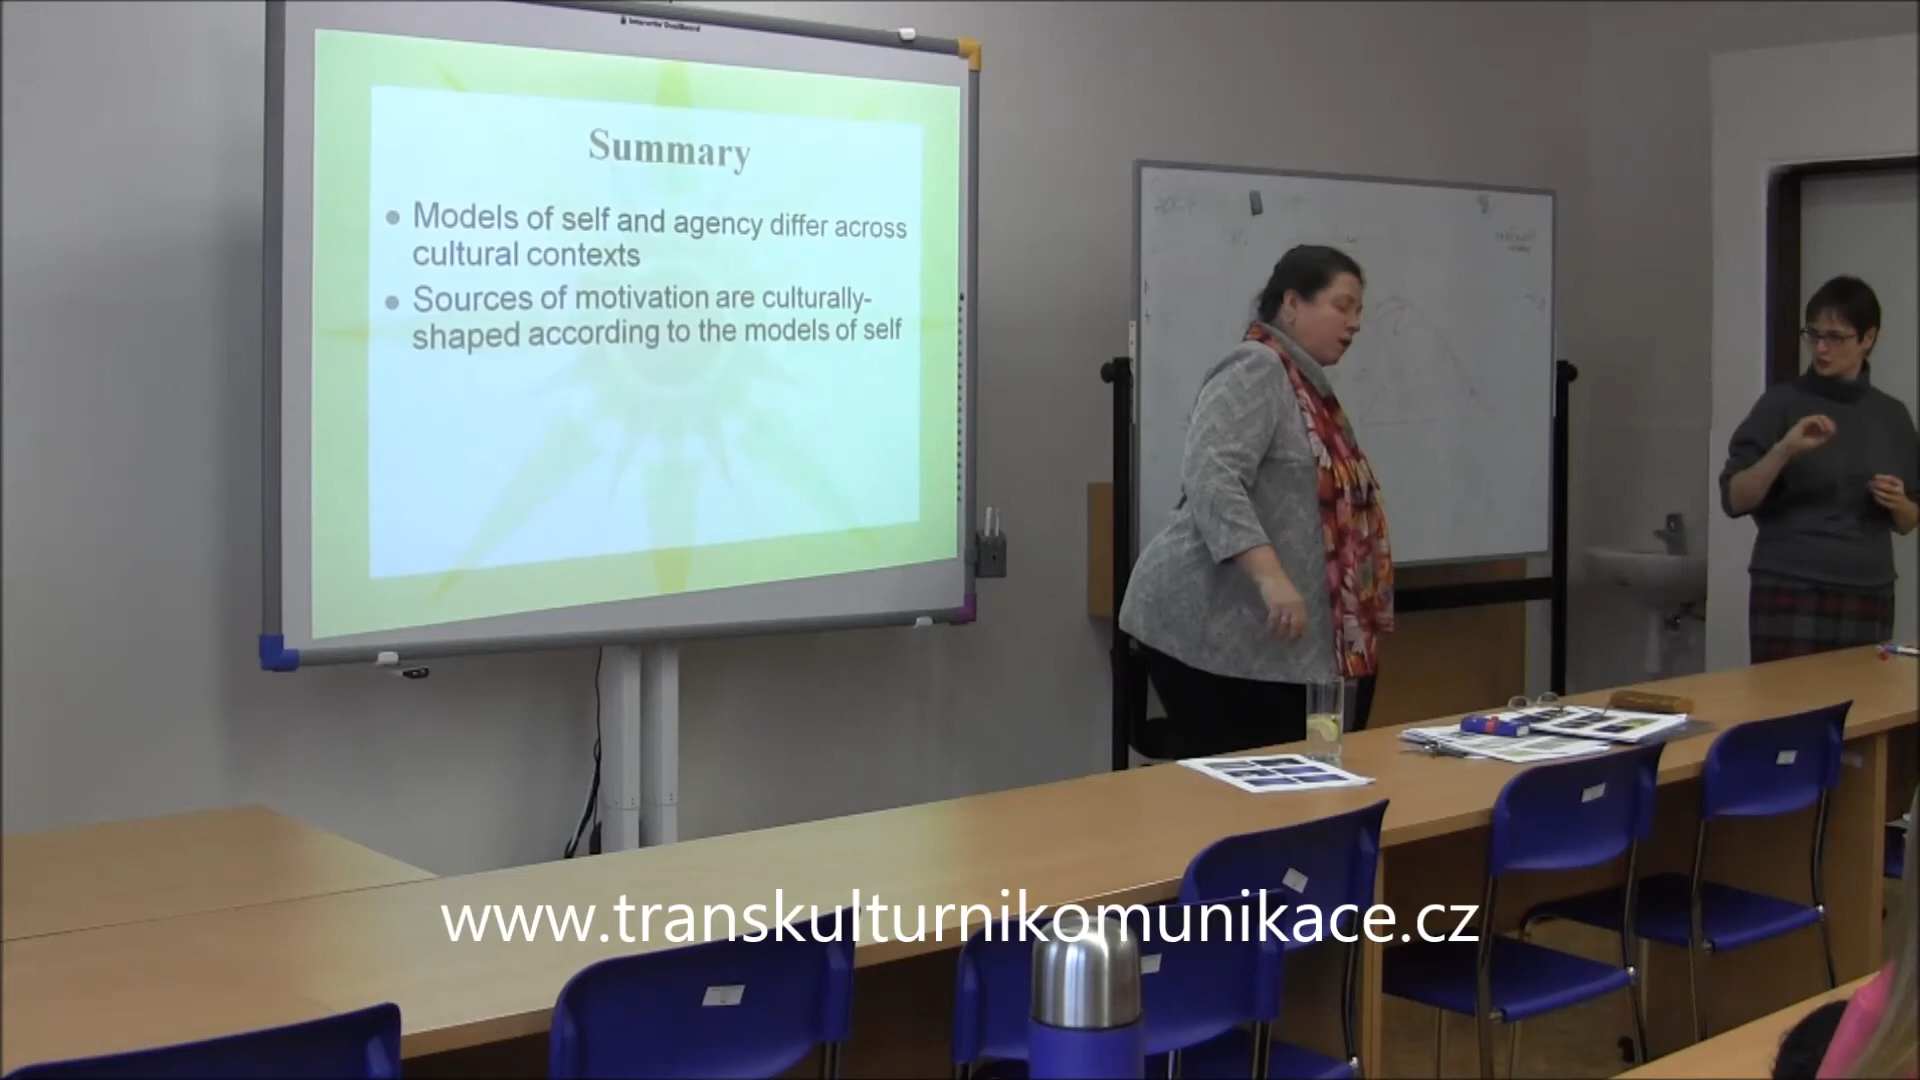 Summary
Models of self and agency differ across
cultural contexts
Sources of motivation are culturally-
shaped according to the models of self
www.transkulturnikomunikace.cz